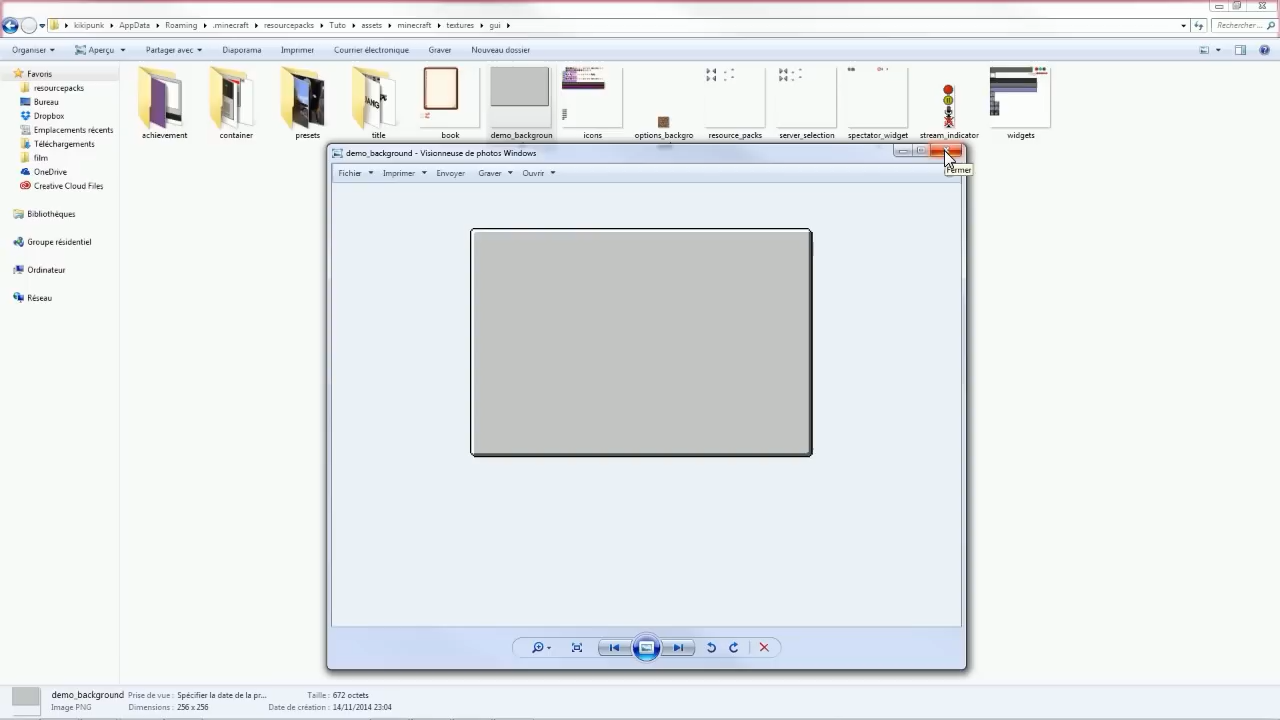 kikipunk ▸ AppData ▸ Roaming ▸ .minecraft ▸ resourcepacks ▸ Tuto ▸ assets ▸ minecraft ▸ textures ▸ gui ▸
Rechercher ...
Organiser Aperçu Partager avec Diaporama Imprimer Courrier électronique Graver Nouveau dossier
Favoris
resourcepacks
Bureau
Dropbox
Emplacements récents
Téléchargements
film
OneDrive
Creative Cloud Files
Bibliothèques
Groupe résidentiel
Ordinateur
Réseau
achievement container presets title book demo_backgroun icons options_backgro resource_packs server_selection spectator_widget stream_indicator widgets
demo_background - Visionneuse de photos Windows
Fermer
Fichier Imprimer Envoyer Graver Ouvrir
demo_background Prise de vue : Spécifier la date de la pr... Taille : 672 octets
Image PNG Dimensions : 256 x 256 Date de création : 14/11/2014 23:04